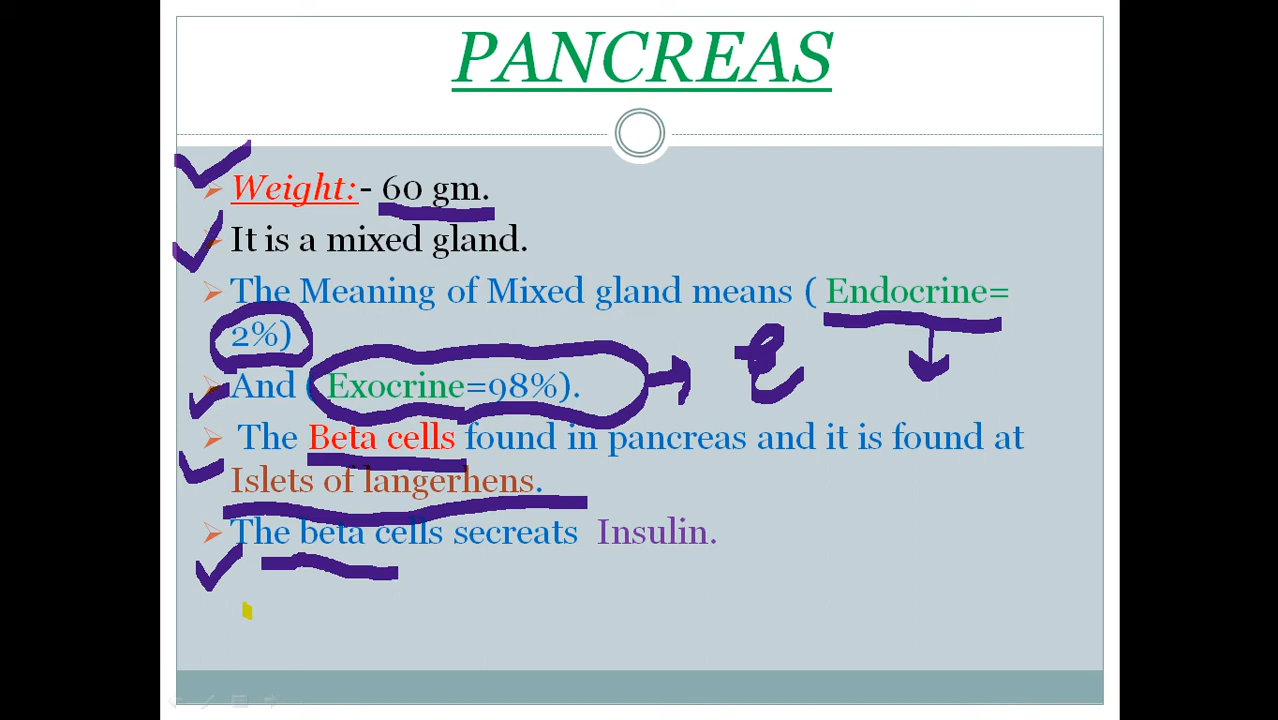 PANCREAS
Weight:- 60 gm.
It is a mixed gland.
The Meaning of Mixed gland means ( Endocrine=
2%)
And ( Exocrine=98%).
The Beta cells found in pancreas and it is found at
Islets of langerhens.
The beta cells secreats Insulin.